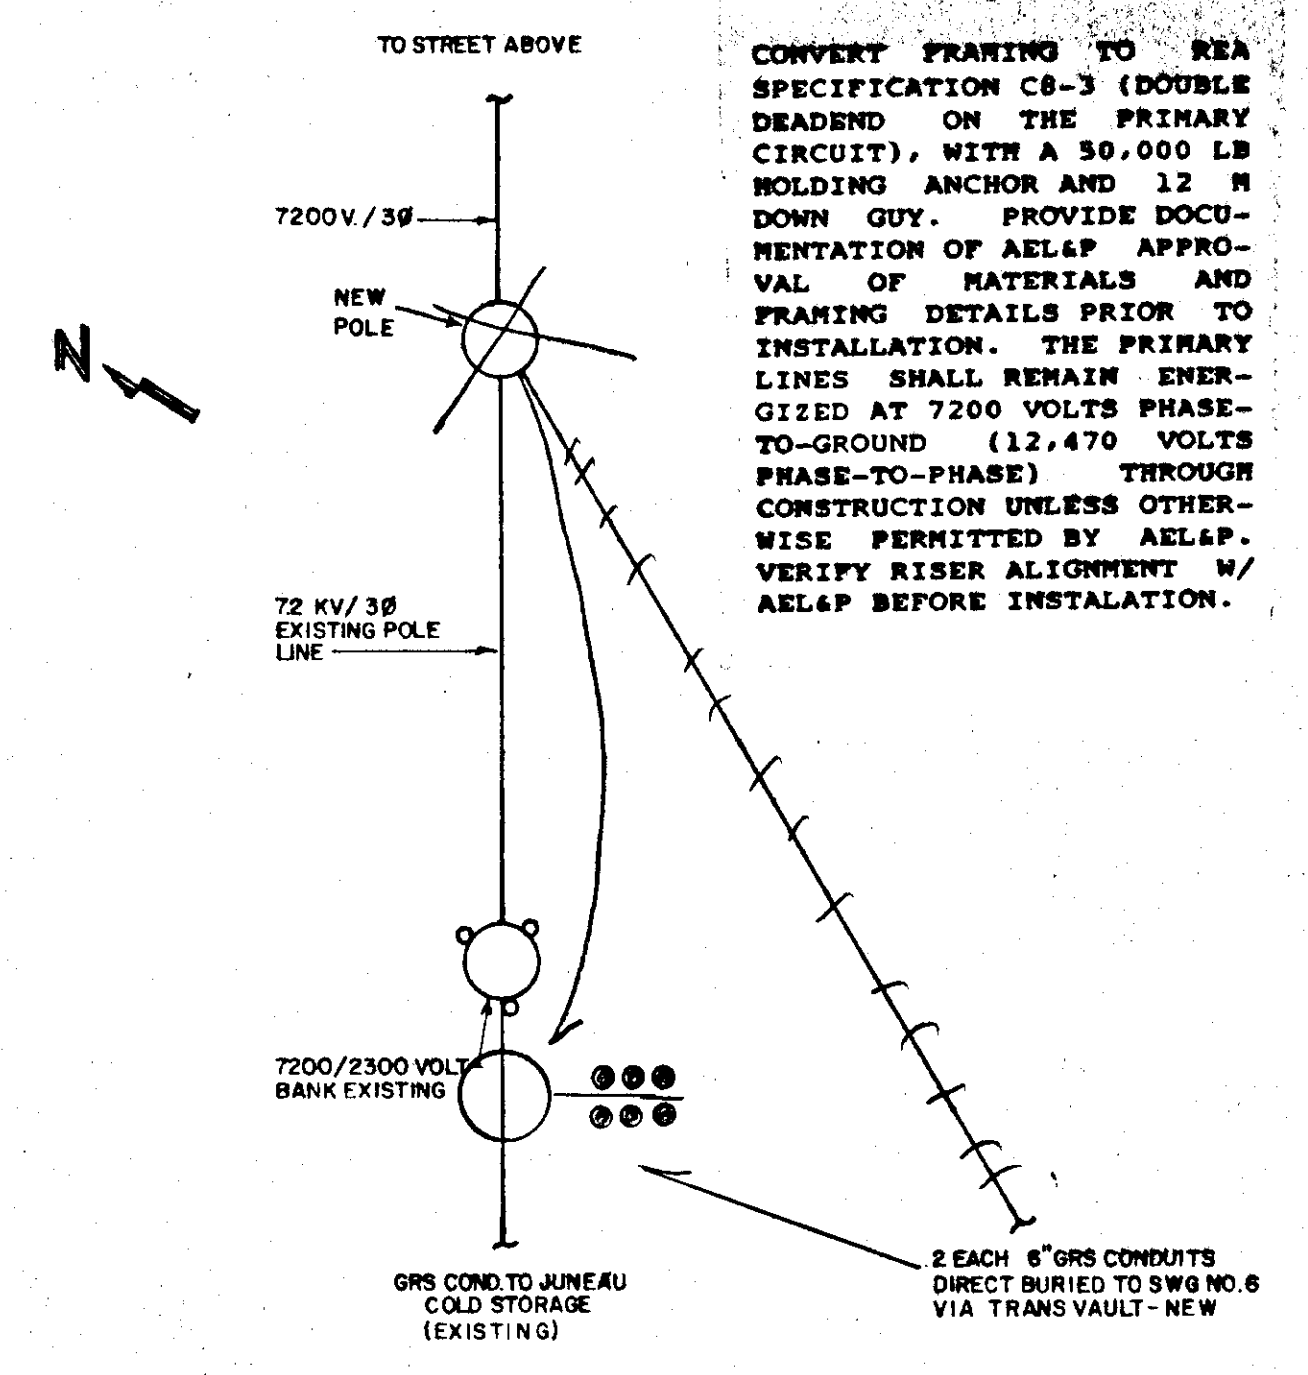 TO STREET ABOVE
CONVERT FRAMING TO REA
SPECIFICATION C8-3 (DOUBLE
DEADEND ON THE PRIMARY
CIRCUIT), WITH A 50,000 LB
HOLDING ANCHOR AND 12 M
DOWN GUY. PROVIDE DOCU-
MENTATION OF AEL&P APPRO-
VAL OF MATERIALS AND
FRAMING DETAILS PRIOR TO
INSTALLATION. THE PRIMARY
LINES SHALL REMAIN ENER-
GIZED AT 7200 VOLTS PHASE-
TO-GROUND (12,470 VOLTS
PHASE-TO-PHASE) THROUGH
CONSTRUCTION UNLESS OTHER-
WISE PERMITTED BY AEL&P.
VERIFY RISER ALIGNMENT W/
AEL&P BEFORE INSTALATION.
7200 V. / 3Ø
NEW
POLE
N
7.2 KV/ 3Ø
EXISTING POLE
LINE
7200/2300 VOLT
BANK EXISTING
GRS COND. TO JUNEAU
COLD STORAGE
(EXISTING)
2 EACH 6" GRS CONDUITS
DIRECT BURIED TO SWG NO.6
VIA TRANS VAULT - NEW